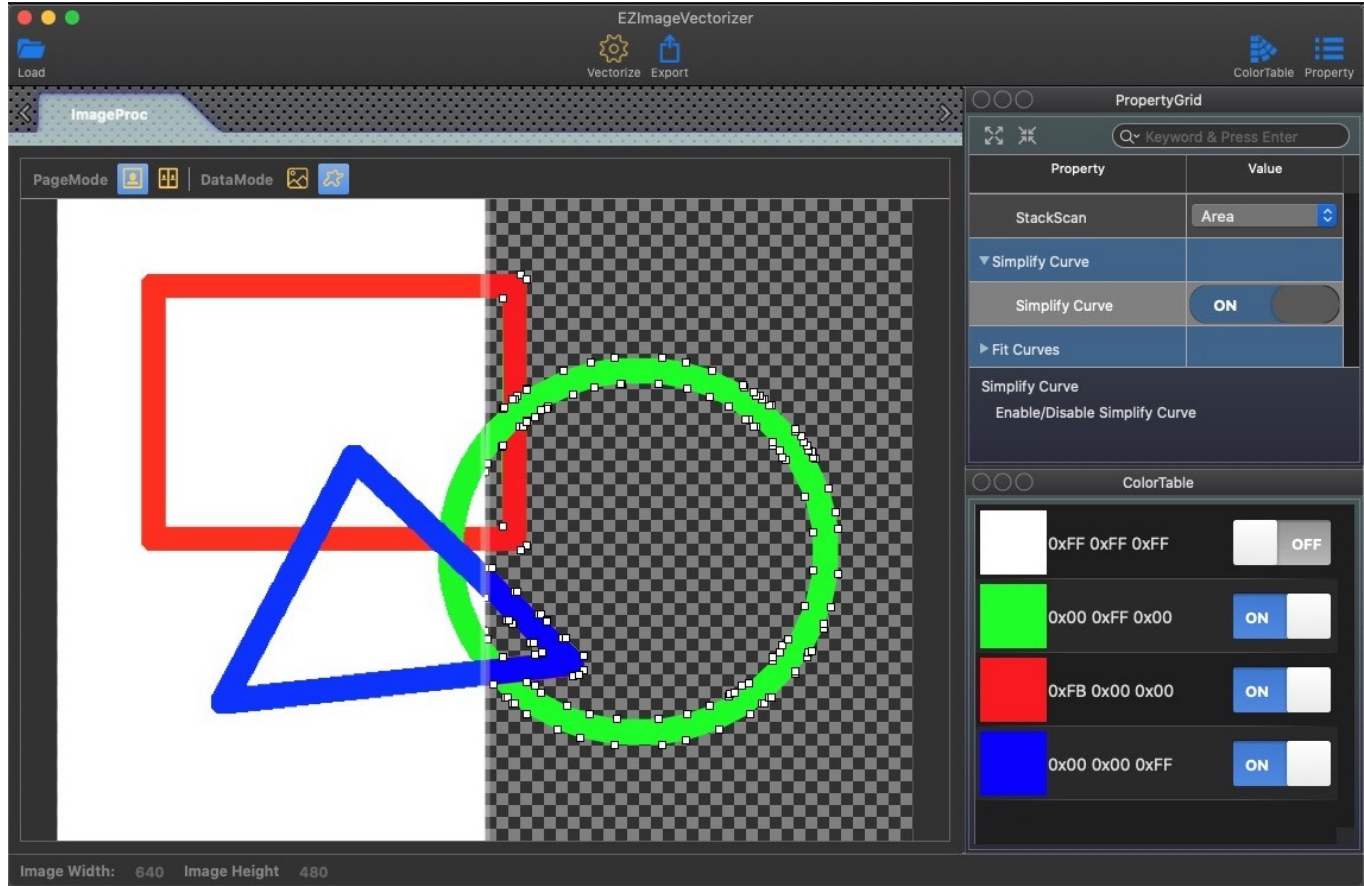 EZImageVectorizer
Load
Vectorize Export
ColorTable Property
ImageProc
PageMode
DataMode
PropertyGrid
Keyword & Press Enter
Property Value
StackScan Area
Simplify Curve
Simplify Curve ON
Fit Curves
Simplify Curve
Enable/Disable Simplify Curve
ColorTable
0xFF 0xFF 0xFF OFF
0x00 0xFF 0x00 ON
0xFB 0x00 0x00 ON
0x00 0x00 0xFF ON
Image Width: 640 Image Height 480